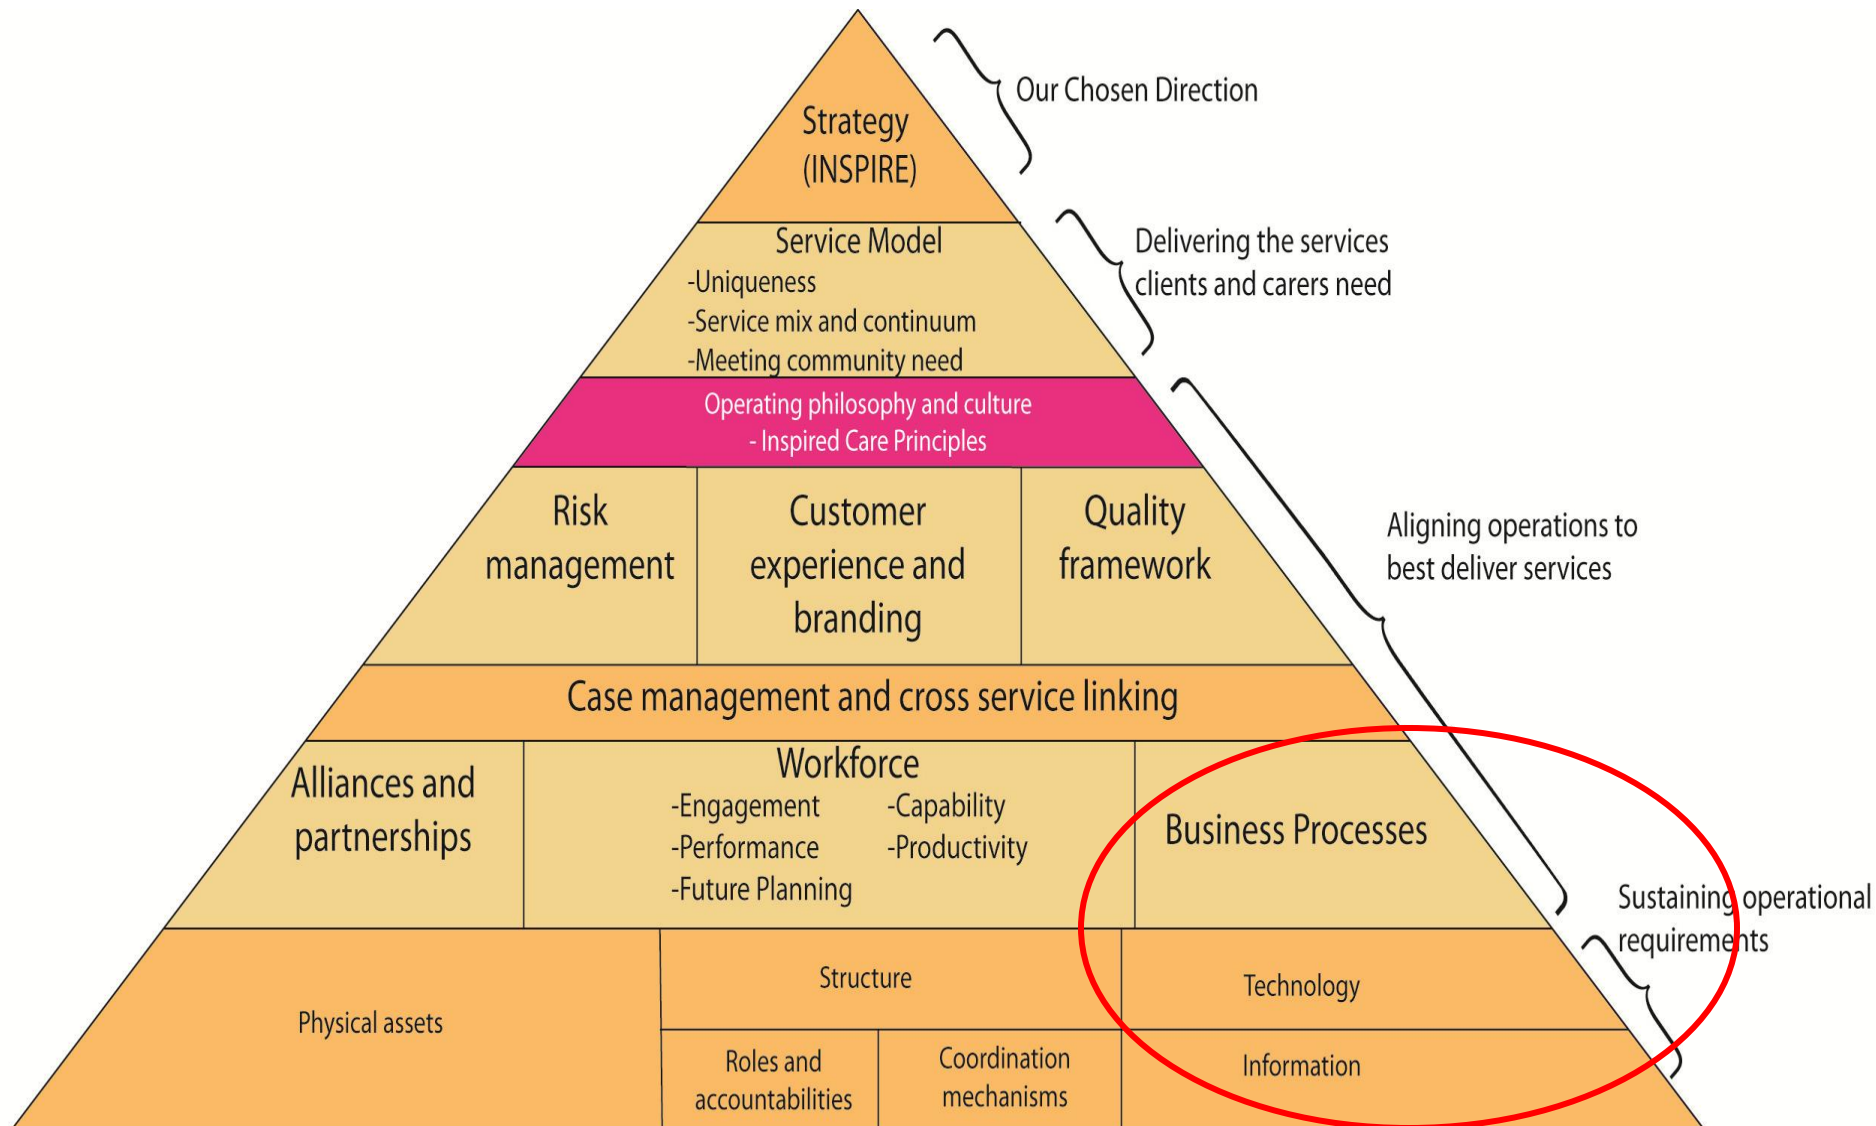 Our Chosen Direction
Strategy
(INSPIRE)
Service Model
-Uniqueness
-Service mix and continuum
-Meeting community need
Delivering the services
clients and carers need
Operating philosophy and culture
- Inspired Care Principles
Risk
management
Customer
experience and
branding
Quality
framework
Aligning operations to
best deliver services
Case management and cross service linking
Alliances and
partnerships
Workforce
-Engagement
-Performance
-Future Planning
-Capability
-Productivity
Business Processes
Sustaining operational
requirements
Physical assets
Structure
Technology
Roles and
accountabilities
Coordination
mechanisms
Information